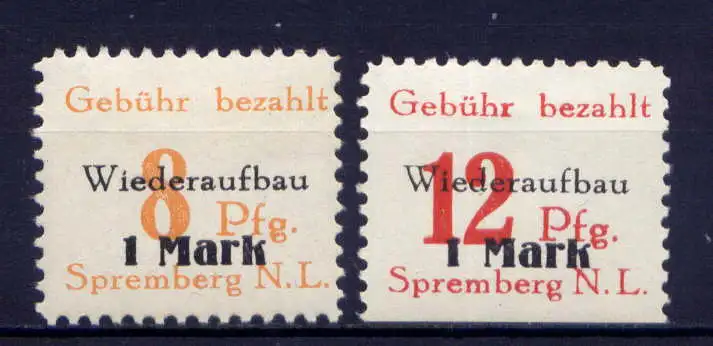 Gebühr bezahlt
Wiederaufbau
8 Pfg.
1 Mark
Spremberg N.L.
Gebühr bezahlt
Wiederaufbau
12 Pfg.
1 Mark
Spremberg N.L.